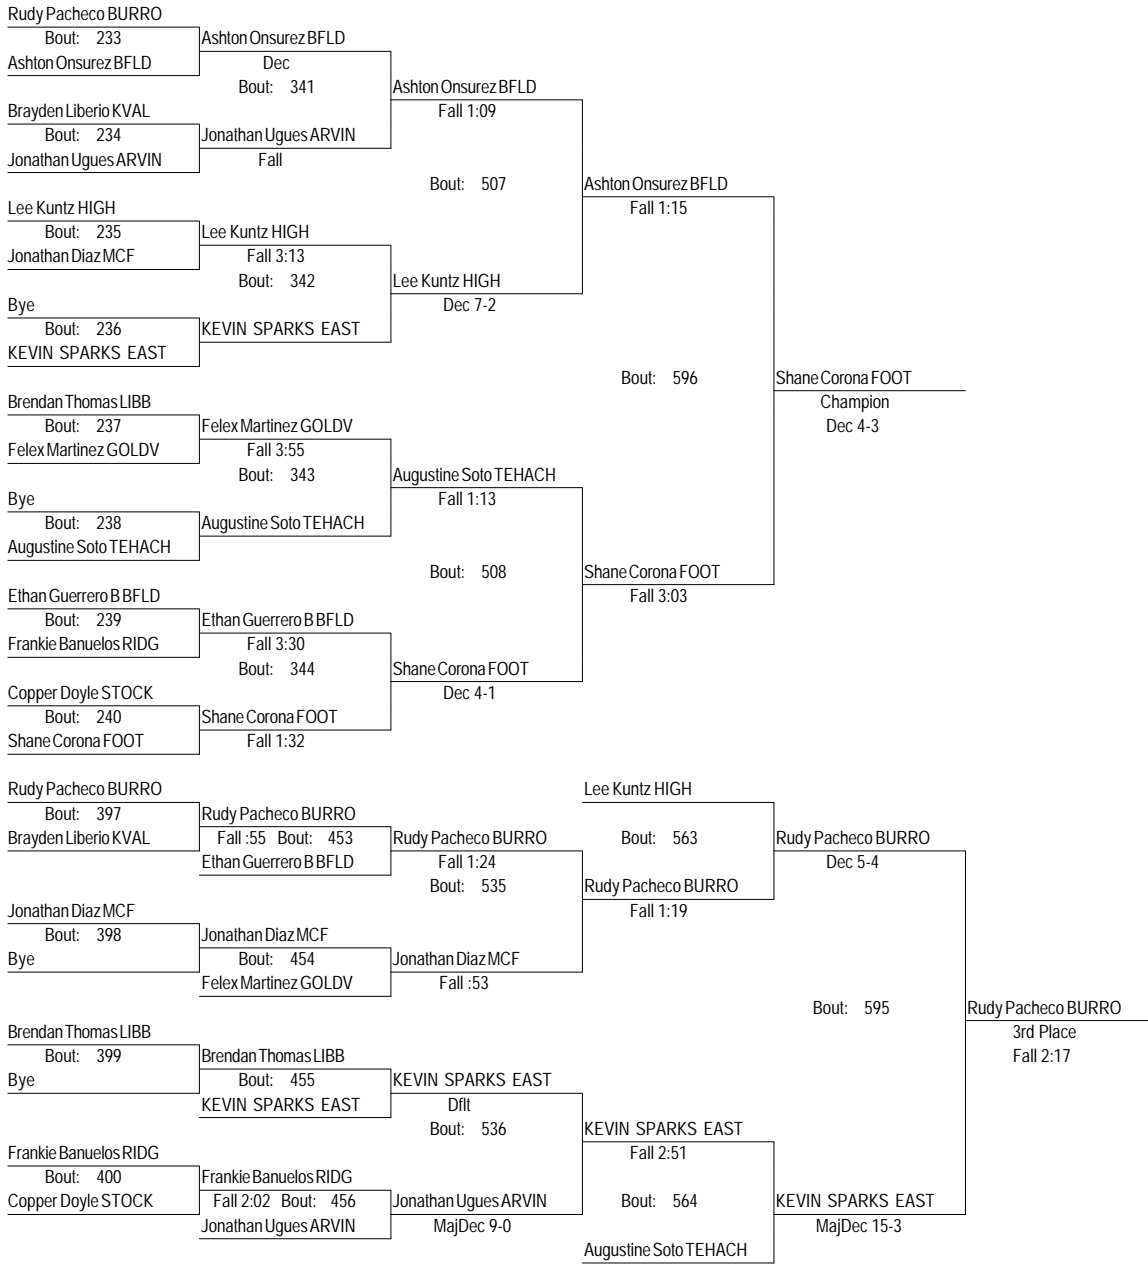 Rudy Pacheco BURRO
Bout: 233 Ashton Onsurez BFLD
Ashton Onsurez BFLD Dec
Bout: 341 Ashton Onsurez BFLD
Brayden Liberio KVAL Fall 1:09
Bout: 234 Jonathan Ugues ARVIN
Jonathan Ugues ARVIN Fall
Bout: 507 Ashton Onsurez BFLD
Lee Kuntz HIGH Fall 1:15
Bout: 235 Lee Kuntz HIGH
Jonathan Diaz MCF Fall 3:13
Bout: 342 Lee Kuntz HIGH
Bye Dec 7-2
Bout: 236 KEVIN SPARKS EAST
KEVIN SPARKS EAST
Bout: 596 Shane Corona FOOT
Brendan Thomas LIBB Champion
Bout: 237 Felex Martinez GOLDV Dec 4-3
Felex Martinez GOLDV Fall 3:55
Bout: 343 Augustine Soto TEHACH
Bye Fall 1:13
Bout: 238 Augustine Soto TEHACH
Augustine Soto TEHACH
Bout: 508 Shane Corona FOOT
Ethan Guerrero B BFLD Fall 3:03
Bout: 239 Ethan Guerrero B BFLD
Frankie Banuelos RIDG Fall 3:30
Bout: 344 Shane Corona FOOT
Copper Doyle STOCK Dec 4-1
Bout: 240 Shane Corona FOOT
Shane Corona FOOT Fall 1:32
Rudy Pacheco BURRO Lee Kuntz HIGH
Bout: 397 Rudy Pacheco BURRO
Brayden Liberio KVAL Fall :55 Bout: 453 Rudy Pacheco BURRO Bout: 563 Rudy Pacheco BURRO
Ethan Guerrero B BFLD Fall 1:24 Dec 5-4
Bout: 535 Rudy Pacheco BURRO
Jonathan Diaz MCF Fall 1:19
Bout: 398 Jonathan Diaz MCF
Bye Bout: 454 Jonathan Diaz MCF
Felex Martinez GOLDV Fall :53
Bout: 595 Rudy Pacheco BURRO
Brendan Thomas LIBB 3rd Place
Bout: 399 Brendan Thomas LIBB Fall 2:17
Bye Bout: 455 KEVIN SPARKS EAST
KEVIN SPARKS EAST Dflt
Bout: 536 KEVIN SPARKS EAST
Frankie Banuelos RIDG Fall 2:51
Bout: 400 Frankie Banuelos RIDG
Copper Doyle STOCK Fall 2:02 Bout: 456 Jonathan Ugues ARVIN Bout: 564 KEVIN SPARKS EAST
Jonathan Ugues ARVIN MajDec 9-0 MajDec 15-3
Augustine Soto TEHACH